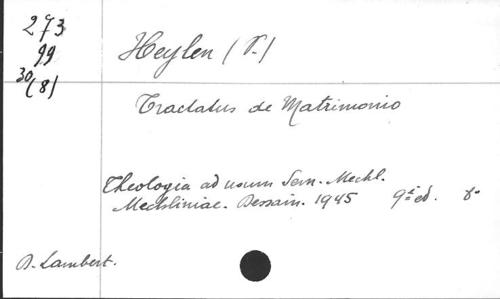 273
99
30
(8)
Heylen (V.)
Tractatus de Matrimonio
Theologia ad usum Sem. Mechl.
Mechliniae. Dessain. 1945 9e ed. 8°
D. Lambert.